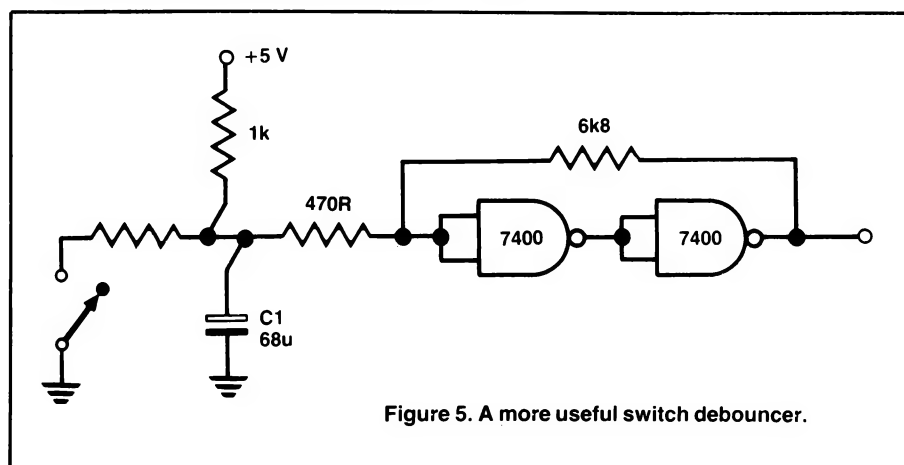 +5 V
1k
6k8
470R
7400
7400
C1
68u
Figure 5. A more useful switch debouncer.